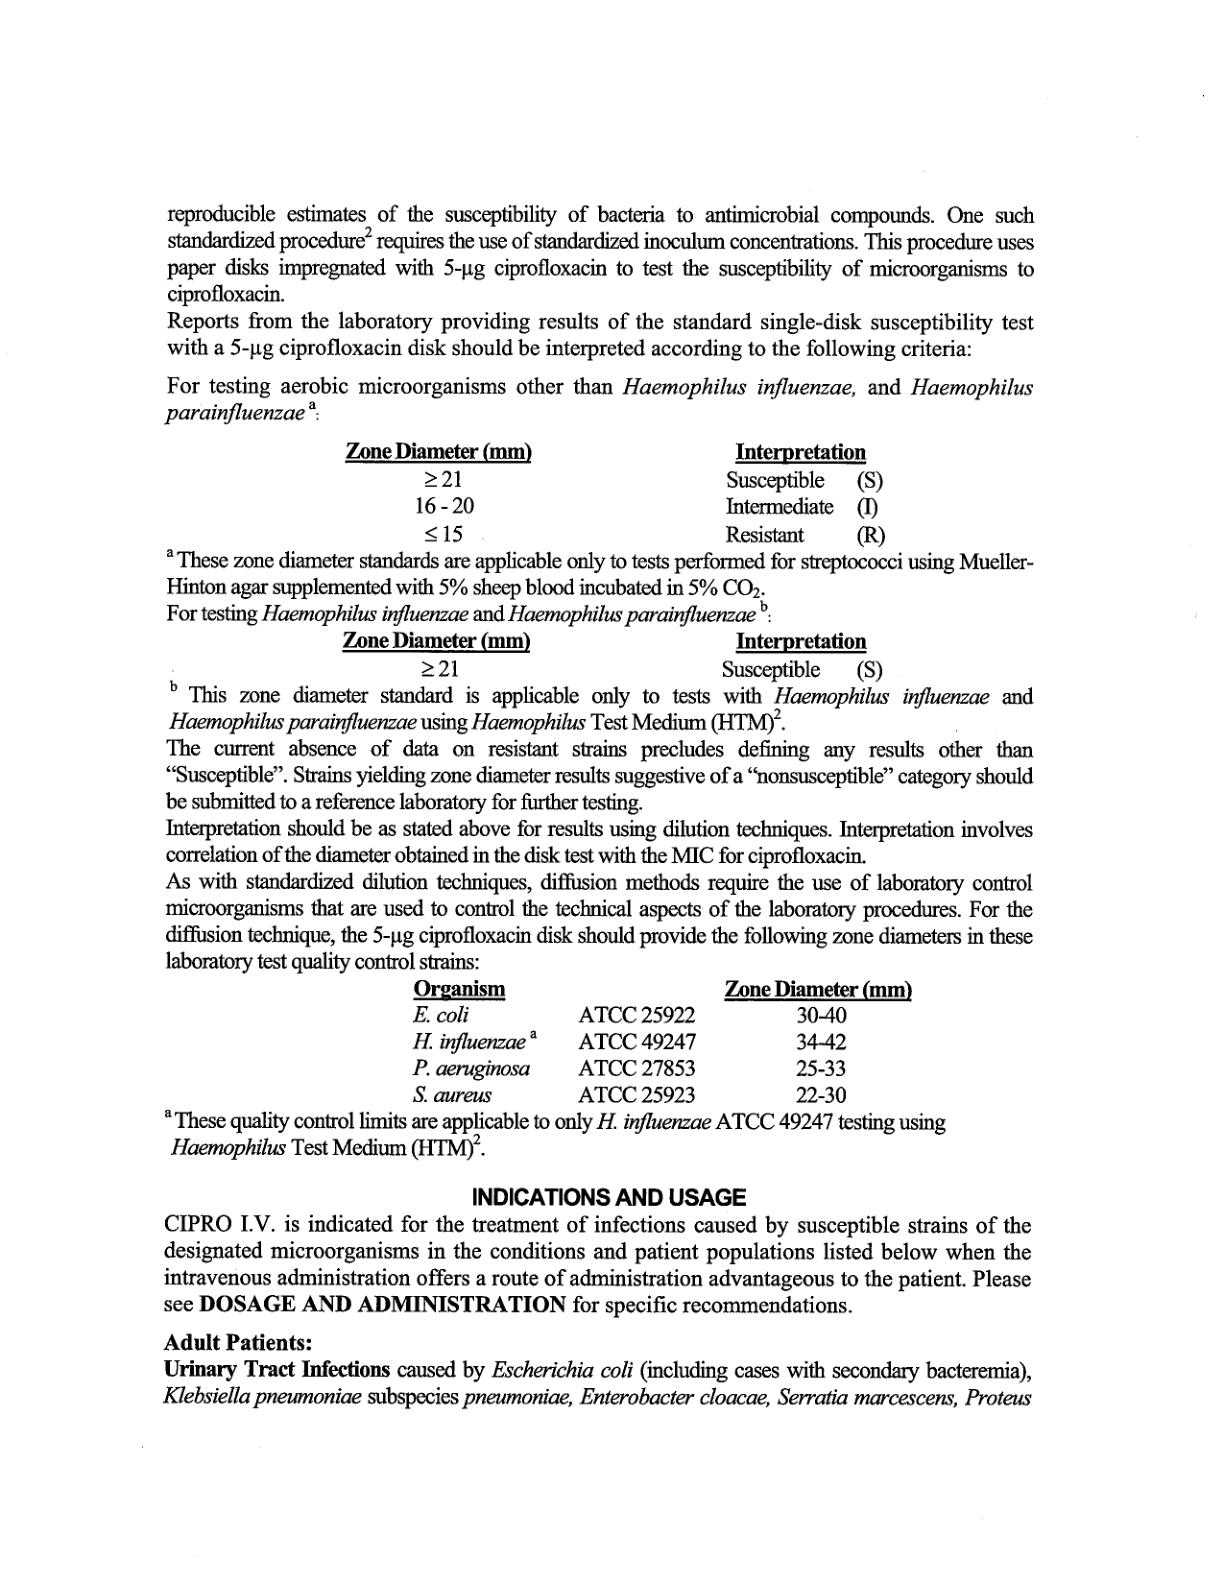 reproducible estimates of the susceptibility of bacteria to antimicrobial compounds. One such
standardized procedure² requires the use of standardized inoculum concentrations. This procedure uses
paper disks impregnated with 5-µg ciprofloxacin to test the susceptibility of microorganisms to
ciprofloxacin.
Reports from the laboratory providing results of the standard single-disk susceptibility test
with a 5-µg ciprofloxacin disk should be interpreted according to the following criteria:
For testing aerobic microorganisms other than Haemophilus influenzae, and Haemophilus
parainfluenzae ᵃ:
Zone Diameter (mm) Interpretation
≥ 21 Susceptible (S)
16 - 20 Intermediate (I)
≤ 15 Resistant (R)
ᵃ These zone diameter standards are applicable only to tests performed for streptococci using Mueller-
Hinton agar supplemented with 5% sheep blood incubated in 5% CO₂.
For testing Haemophilus influenzae and Haemophilus parainfluenzae ᵇ:
Zone Diameter (mm) Interpretation
≥ 21 Susceptible (S)
ᵇ This zone diameter standard is applicable only to tests with Haemophilus influenzae and
Haemophilus parainfluenzae using Haemophilus Test Medium (HTM)².
The current absence of data on resistant strains precludes defining any results other than
“Susceptible”. Strains yielding zone diameter results suggestive of a “nonsusceptible” category should
be submitted to a reference laboratory for further testing.
Interpretation should be as stated above for results using dilution techniques. Interpretation involves
correlation of the diameter obtained in the disk test with the MIC for ciprofloxacin.
As with standardized dilution techniques, diffusion methods require the use of laboratory control
microorganisms that are used to control the technical aspects of the laboratory procedures. For the
diffusion technique, the 5-µg ciprofloxacin disk should provide the following zone diameters in these
laboratory test quality control strains:
Organism Zone Diameter (mm)
E. coli ATCC 25922 30-40
H. influenzae ᵃ ATCC 49247 34-42
P. aeruginosa ATCC 27853 25-33
S. aureus ATCC 25923 22-30
ᵃ These quality control limits are applicable to only H. influenzae ATCC 49247 testing using
Haemophilus Test Medium (HTM)².
INDICATIONS AND USAGE
CIPRO I.V. is indicated for the treatment of infections caused by susceptible strains of the
designated microorganisms in the conditions and patient populations listed below when the
intravenous administration offers a route of administration advantageous to the patient. Please
see DOSAGE AND ADMINISTRATION for specific recommendations.
Adult Patients:
Urinary Tract Infections caused by Escherichia coli (including cases with secondary bacteremia),
Klebsiella pneumoniae subspecies pneumoniae, Enterobacter cloacae, Serratia marcescens, Proteus